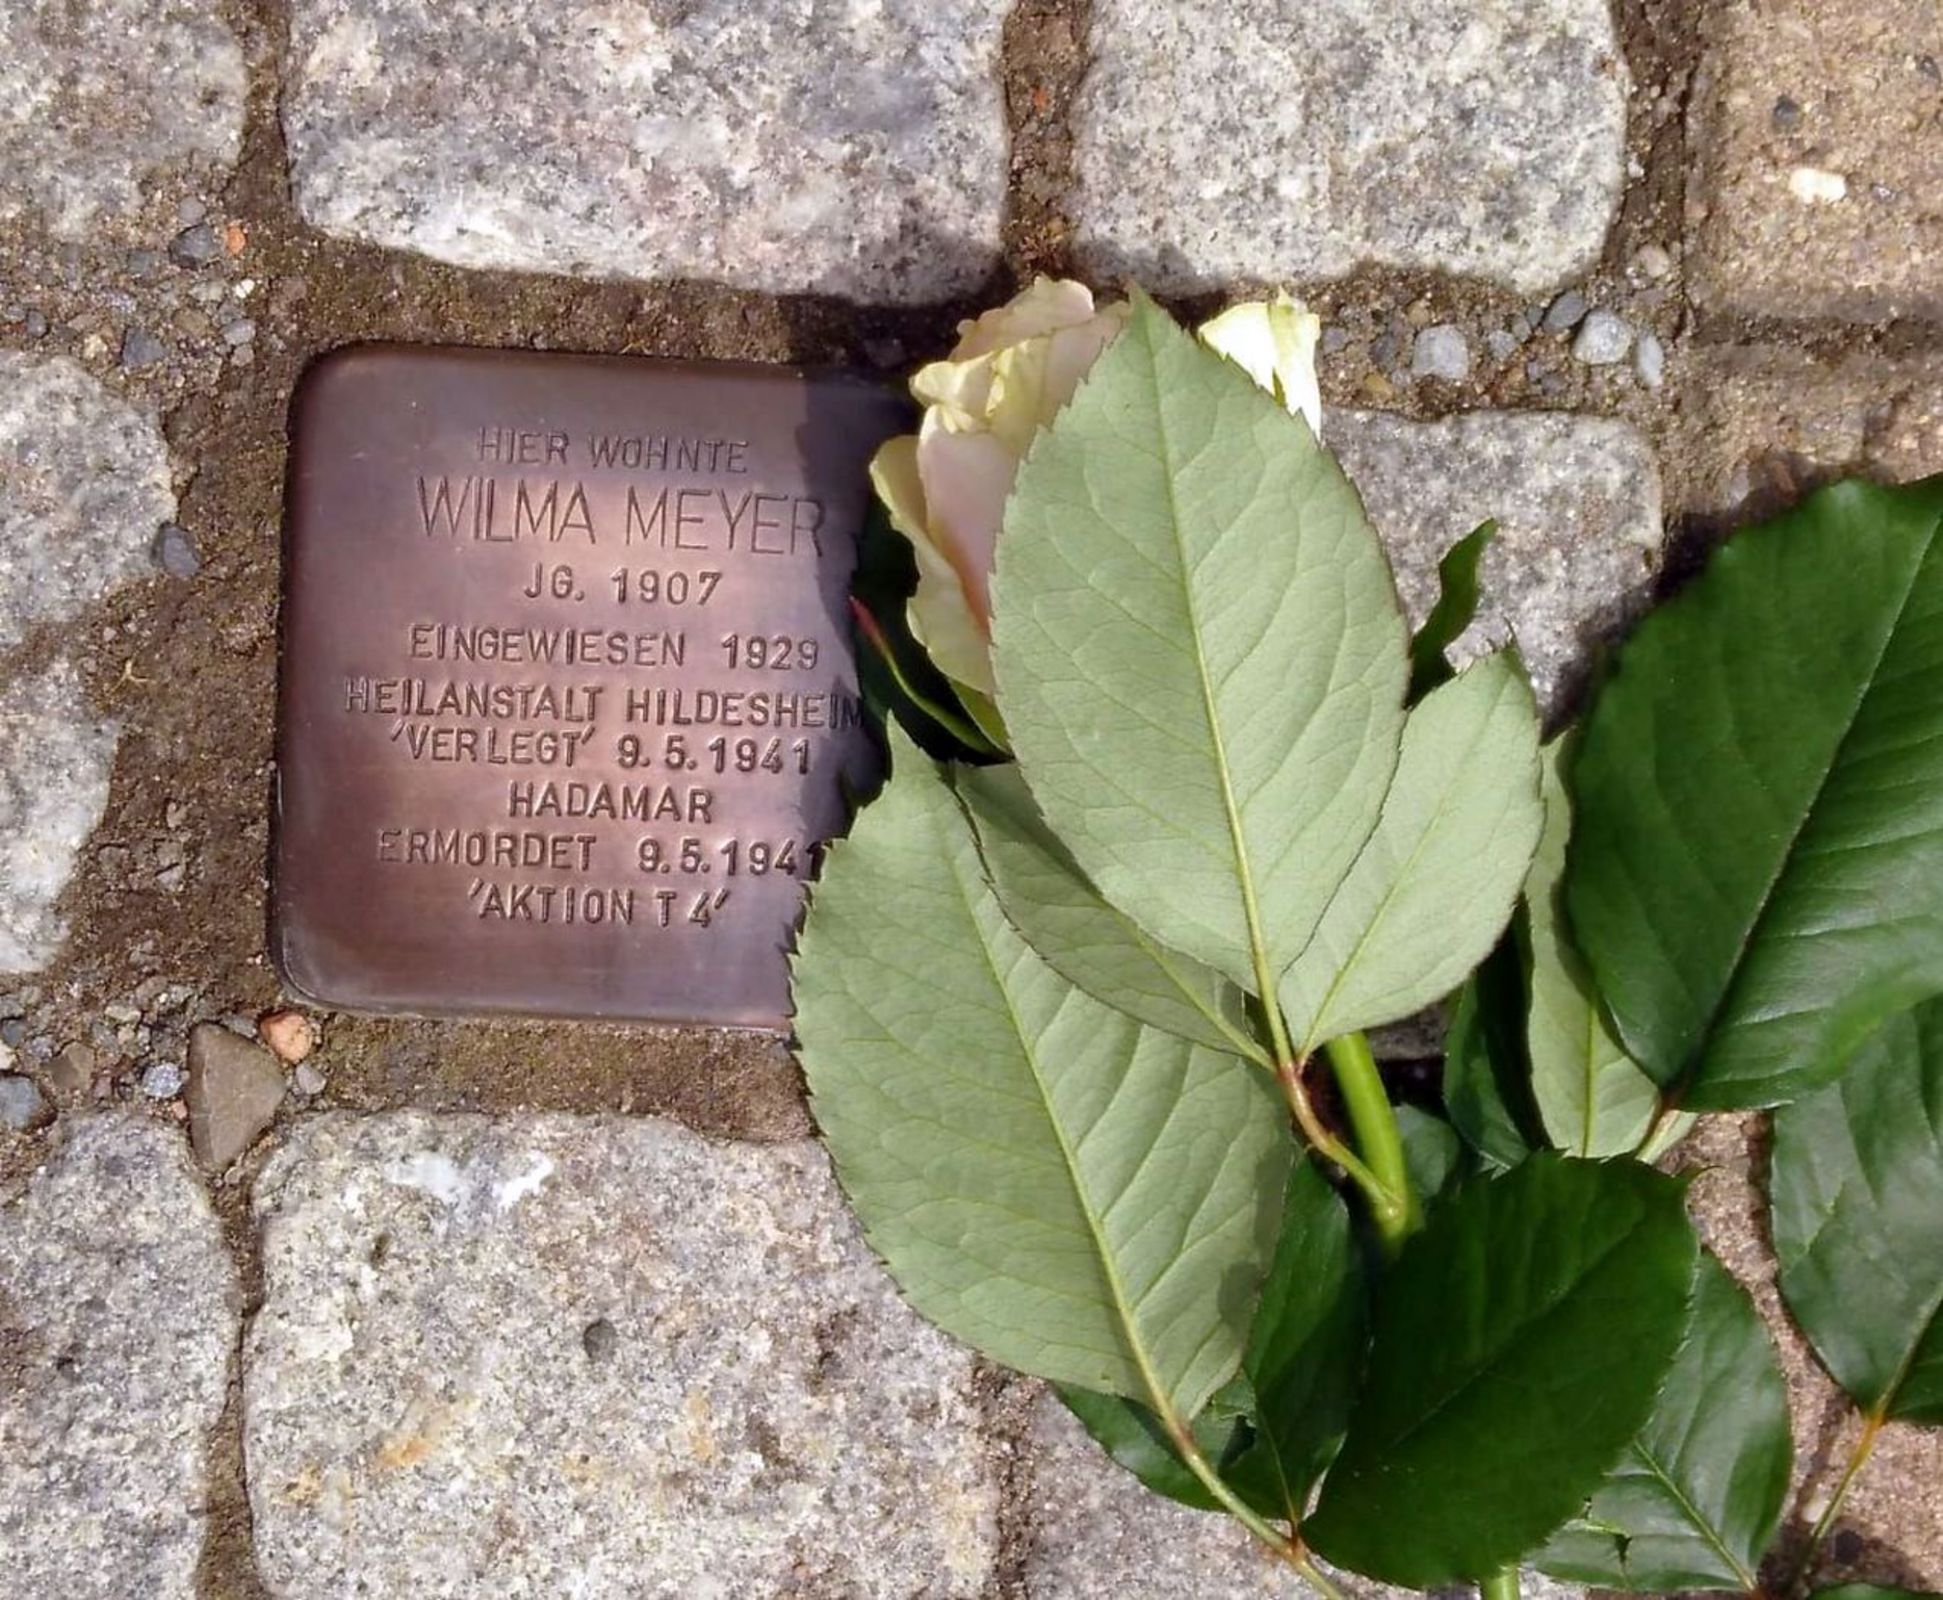 HIER WOHNTE
WILMA MEYER
JG. 1907
EINGEWIESEN 1929
HEILANSTALT HILDESHEIM
'VERLEGT' 9.5.1941
HADAMAR
ERMORDET 9.5.1941
'AKTION T4'